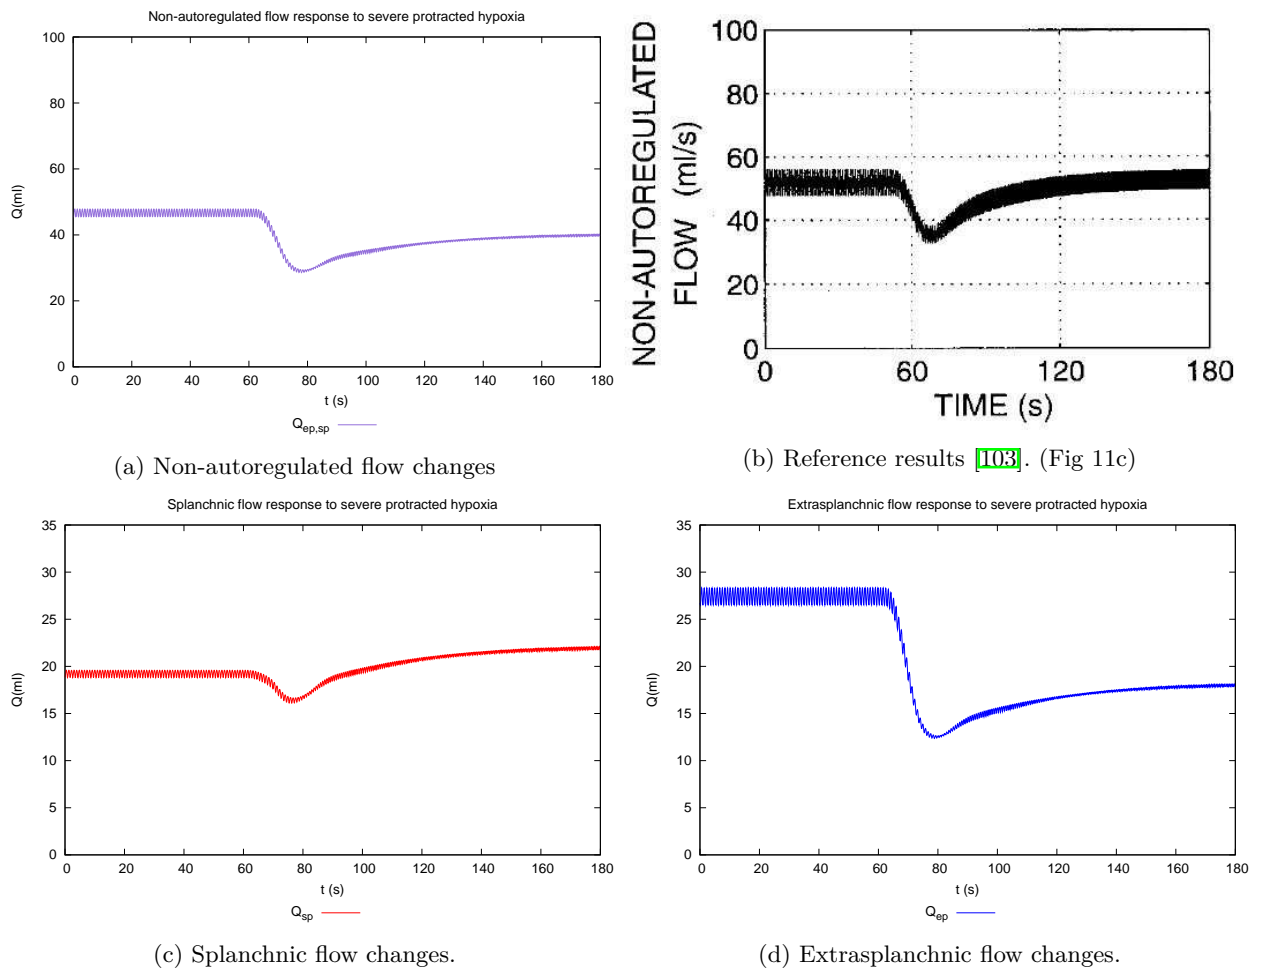 Non-autoregulated flow response to severe protracted hypoxia
100
80
60
40
20
0
Q(ml)
0 20 40 60 80 100 120 140 160 180
t (s)
Qep,sp
(a) Non-autoregulated flow changes
NON-AUTOREGULATED
FLOW (ml/s)
100
80
60
40
20
0
0 60 120 180
TIME (s)
(b) Reference results [103]. (Fig 11c)
Splanchnic flow response to severe protracted hypoxia
35
30
25
20
15
10
5
0
Q(ml)
0 20 40 60 80 100 120 140 160 180
t (s)
Qsp
(c) Splanchnic flow changes.
Extrasplanchnic flow response to severe protracted hypoxia
35
30
25
20
15
10
5
0
Q(ml)
0 20 40 60 80 100 120 140 160 180
t (s)
Qep
(d) Extrasplanchnic flow changes.